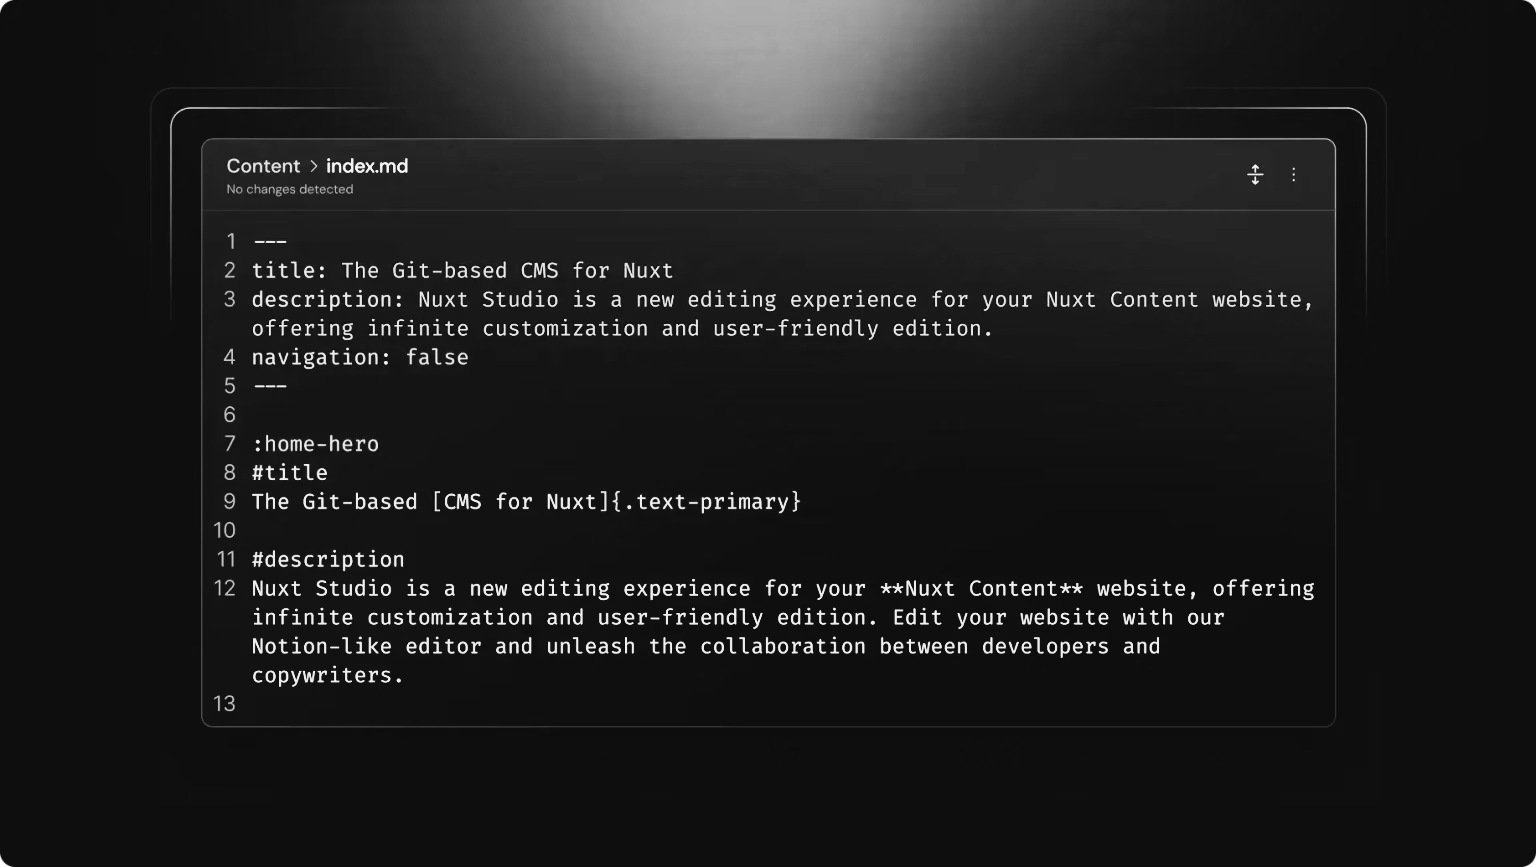 Content > index.md
No changes detected
1 ---
2 title: The Git-based CMS for Nuxt
3 description: Nuxt Studio is a new editing experience for your Nuxt Content website,
offering infinite customization and user-friendly edition.
4 navigation: false
5 ---
6
7 :home-hero
8 #title
9 The Git-based [CMS for Nuxt]{.text-primary}
10
11 #description
12 Nuxt Studio is a new editing experience for your **Nuxt Content** website, offering
infinite customization and user-friendly edition. Edit your website with our
Notion-like editor and unleash the collaboration between developers and
copywriters.
13